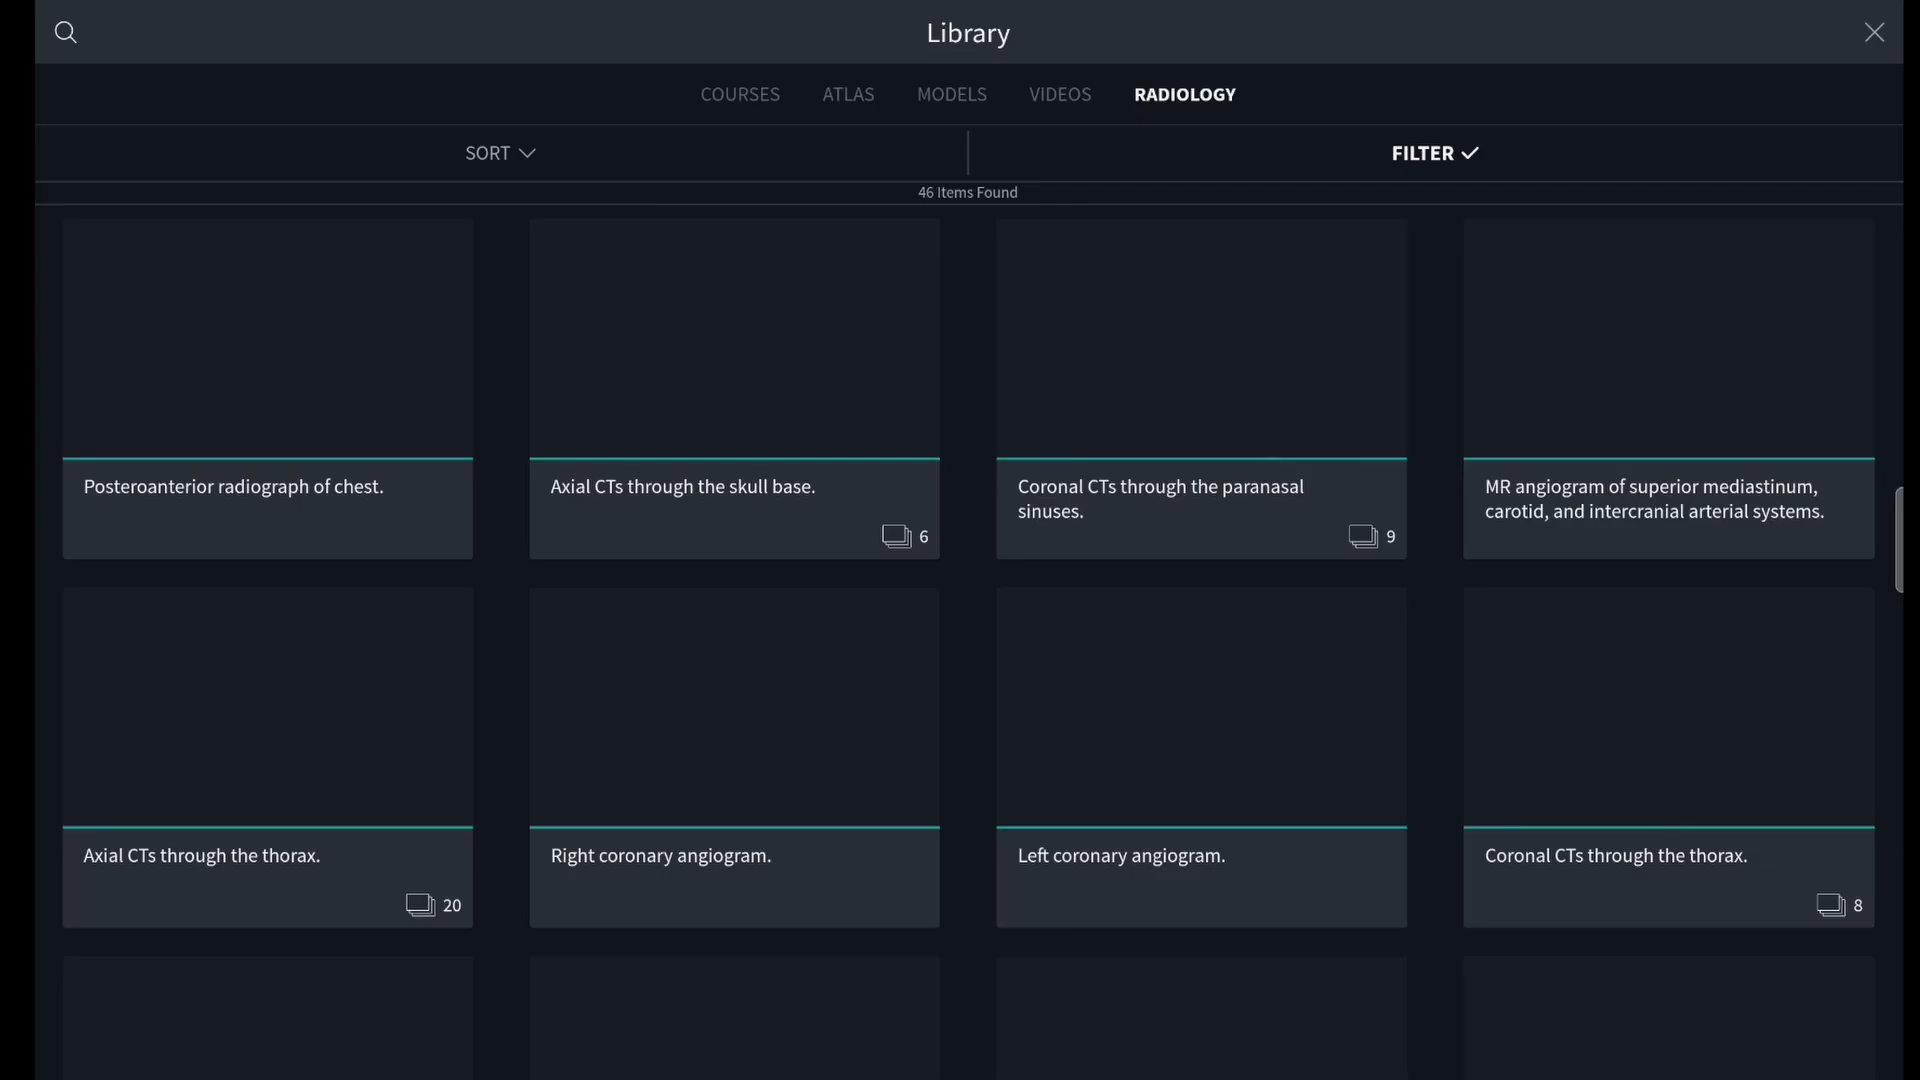 Library
COURSES ATLAS MODELS VIDEOS RADIOLOGY
SORT FILTER
46 Items Found
Posteroanterior radiograph of chest.
Axial CTs through the skull base.
6
Coronal CTs through the paranasal
sinuses.
9
MR angiogram of superior mediastinum,
carotid, and intercranial arterial systems.
Axial CTs through the thorax.
20
Right coronary angiogram.
Left coronary angiogram.
Coronal CTs through the thorax.
8